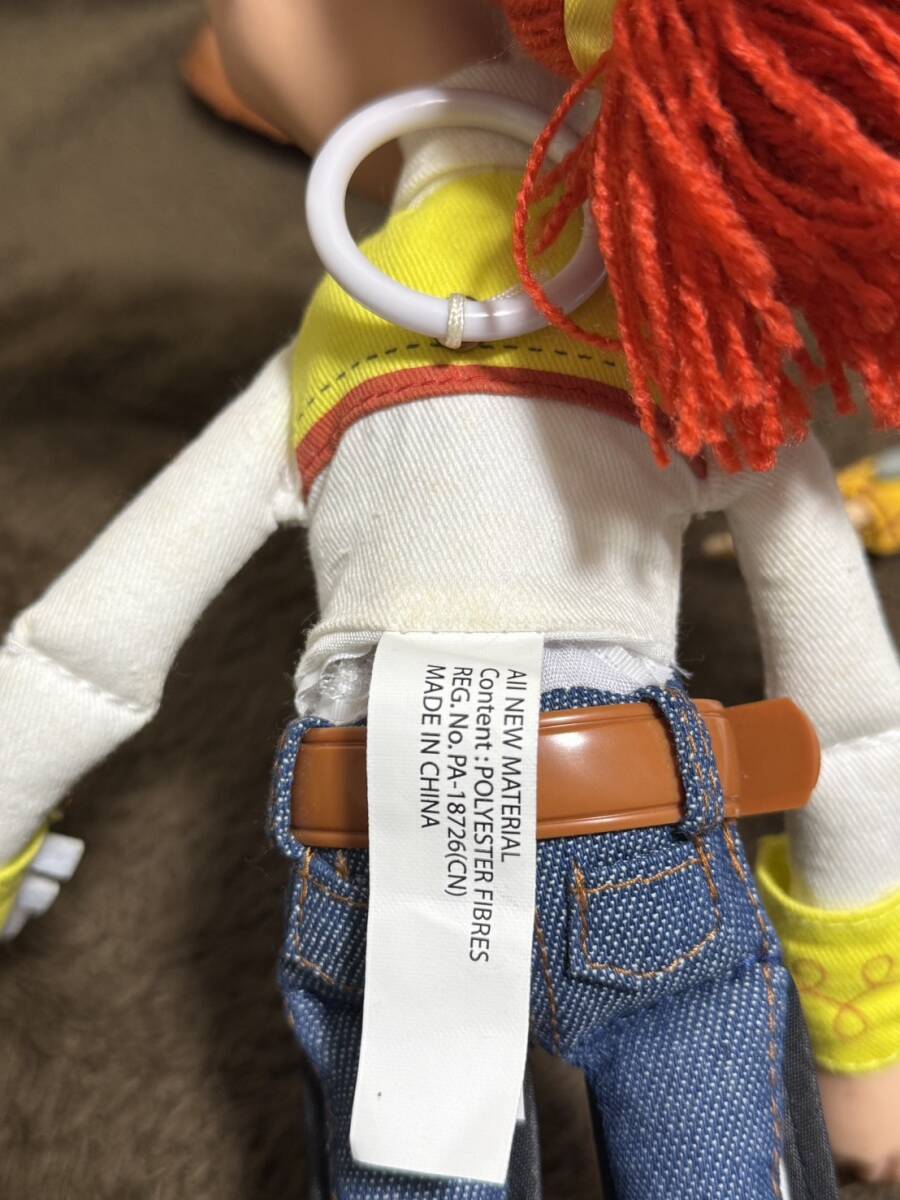 All NEW MATERIAL
Content : POLYESTER FIBRES
REG. No. PA-18726(CN)
MADE IN CHINA